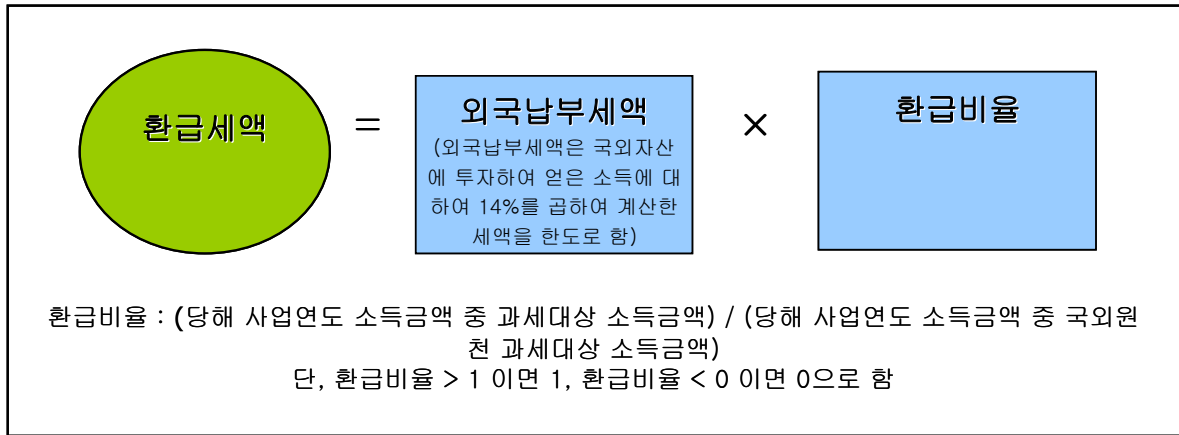 환급세액
=
외국납부세액
(외국납부세액은 국외자산
에 투자하여 얻은 소득에 대
하여 14%를 곱하여 계산한
세액을 한도로 함)
×
환급비율
환급비율 : (당해 사업연도 소득금액 중 과세대상 소득금액) / (당해 사업연도 소득금액 중 국외원
천 과세대상 소득금액)
단, 환급비율 > 1 이면 1, 환급비율 < 0 이면 0으로 함